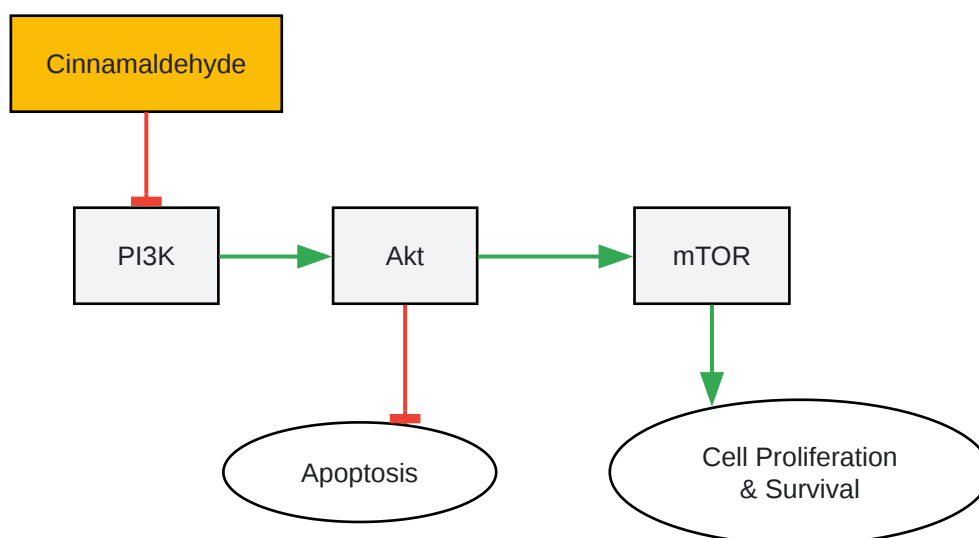 Cinnamaldehyde
PI3K
Akt
mTOR
Apoptosis
Cell Proliferation
& Survival